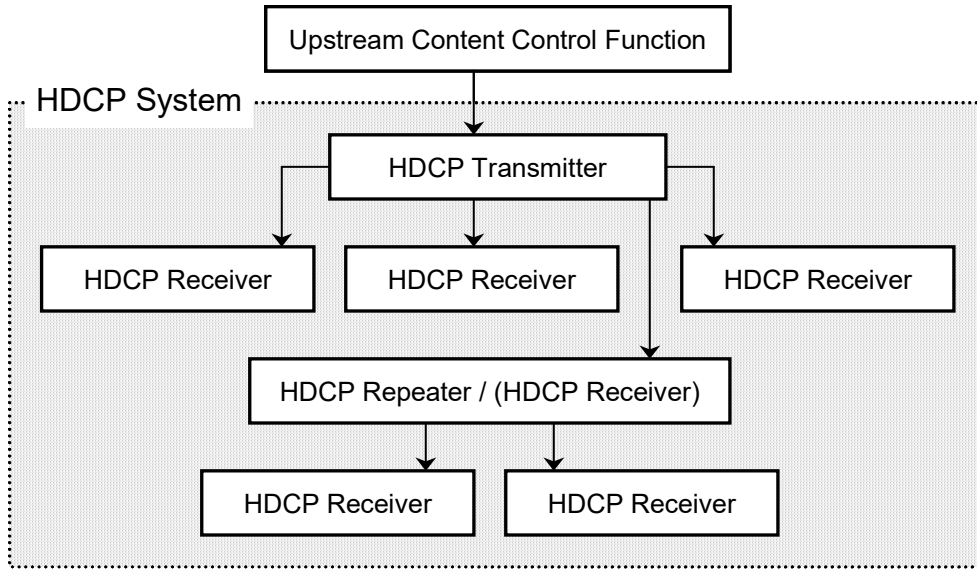 Upstream Content Control Function
HDCP System
HDCP Transmitter
HDCP Receiver
HDCP Receiver
HDCP Receiver
HDCP Repeater / (HDCP Receiver)
HDCP Receiver
HDCP Receiver